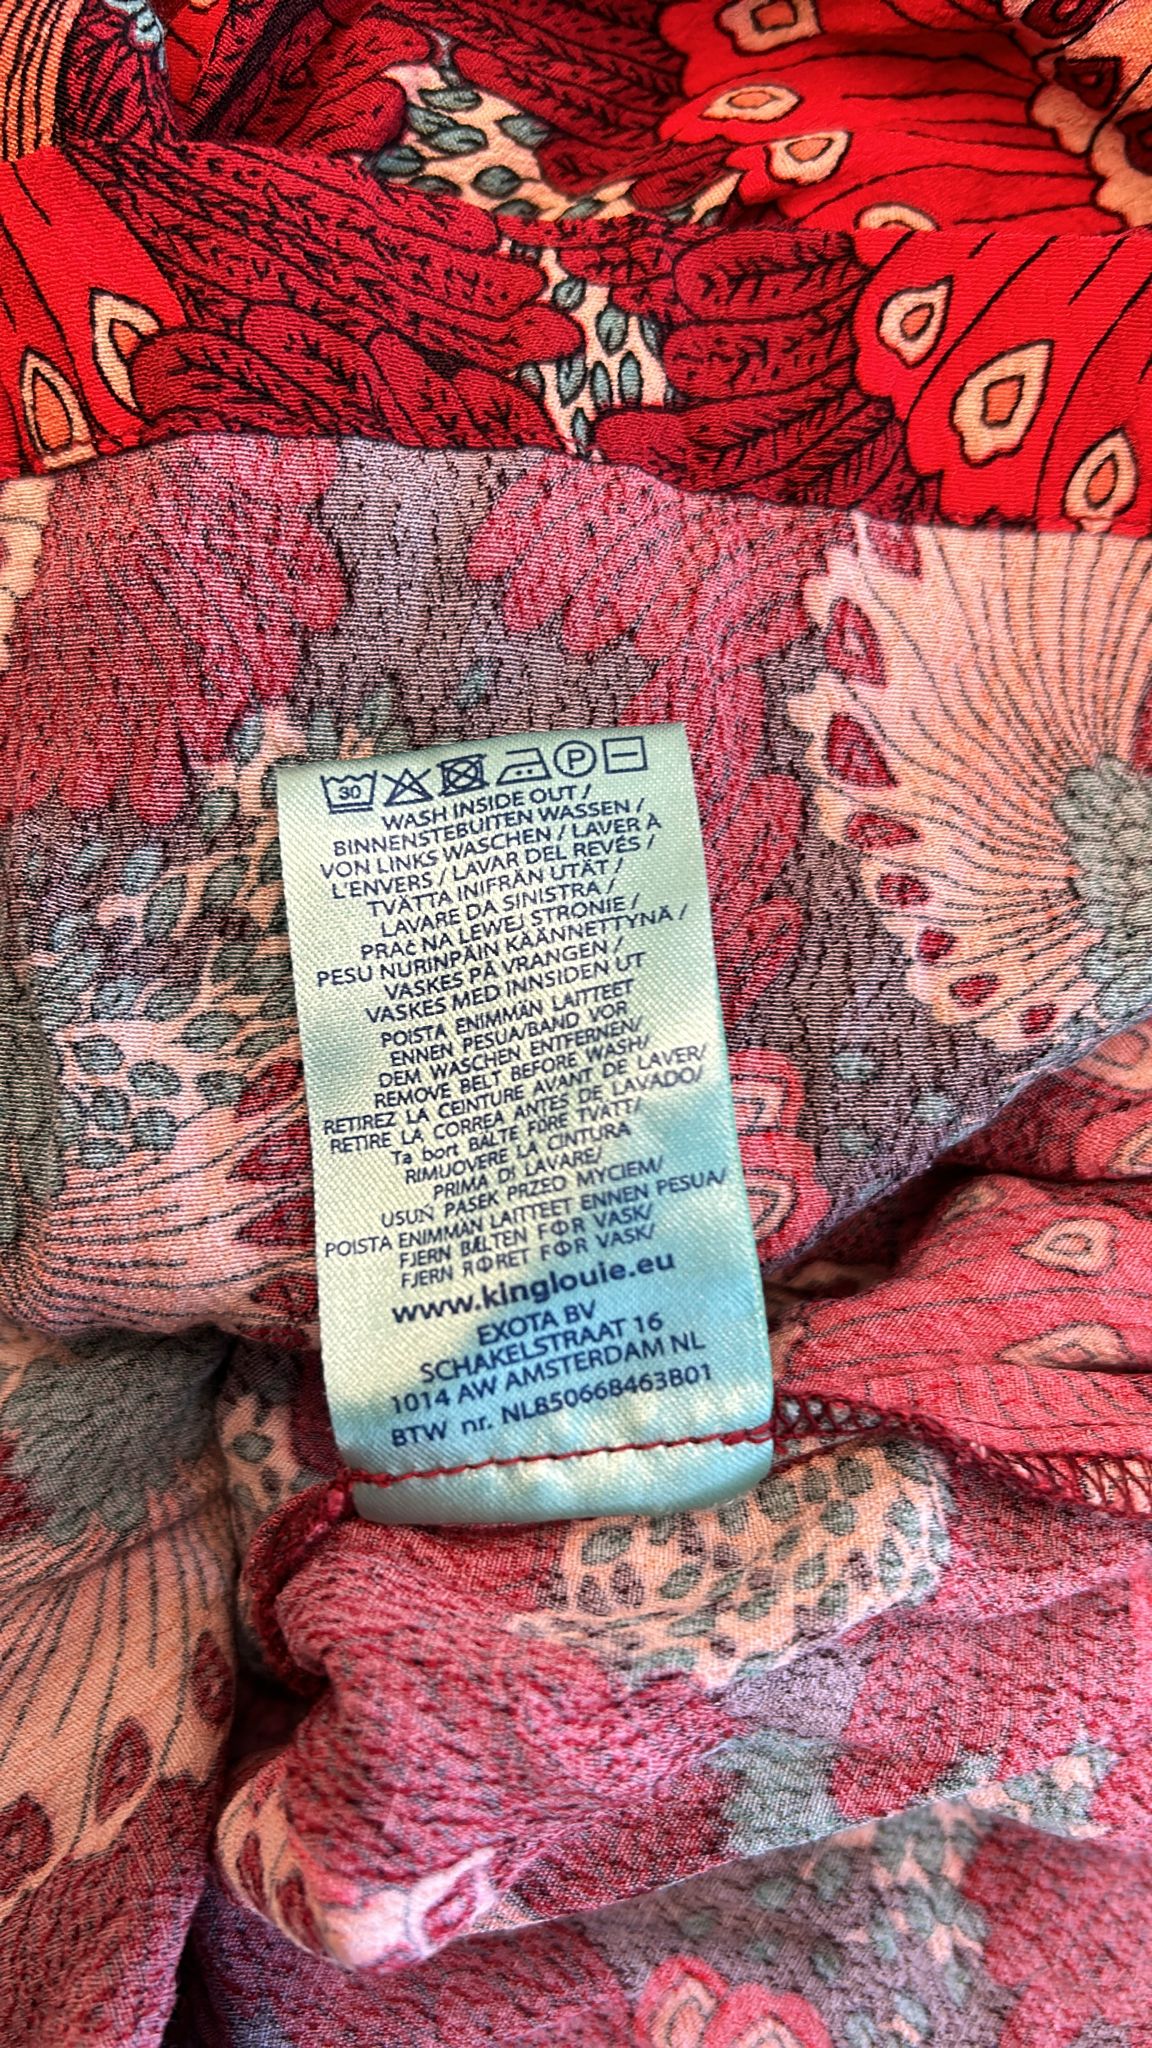 30 P
WASH INSIDE OUT /
BINNENSTEBUITEN WASSEN /
VON LINKS WASCHEN / LAVER À
L'ENVERS / LAVAR DEL REVÉS /
TVÄTTA INIFRÅN UTÅT /
LAVARE DA SINISTRA /
PRAĆ NA LEWEJ STRONIE /
PESU NURINPÄIN KÄÄNNETTYNÄ /
VASKES PÅ VRANGEN /
VASKES MED INNSIDEN UT
POISTA ENIMMÄN LAITTEET
ENNEN PESUA/BAND VOR
DEM WASCHEN ENTFERNEN/
REMOVE BELT BEFORE WASH/
RETIREZ LA CEINTURE AVANT DE LAVER/
RETIRE LA CORREA ANTES DE LAVADO/
Ta bort BÄLTE FÖRE TVÄTT/
RIMUOVERE LA CINTURA
PRIMA DI LAVARE/
USUŃ PASEK PRZED MYCIEM/
POISTA ENIMMAN LAITTEET ENNEN PESUA/
FJERN BÆLTEN FØR VASK/
FJERN ЯØRET FØR VASK/
www.kinglouie.eu
EXOTA BV
SCHAKELSTRAAT 16
1014 AW AMSTERDAM NL
BTW nr. NL850668463B01